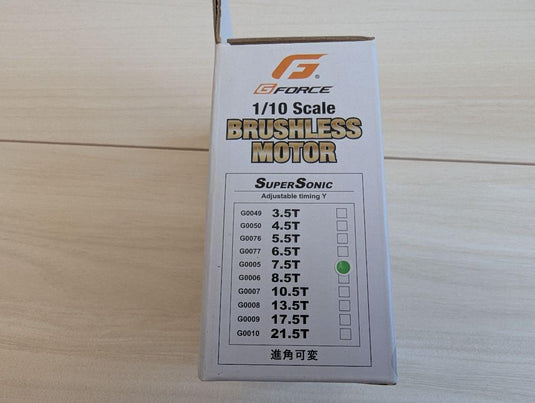 G FORCE
1/10 Scale
BRUSHLESS
MOTOR
SUPERSONIC
Adjustable timing Y
G0049 3.5T
G0050 4.5T
G0076 5.5T
G0077 6.5T
G0005 7.5T
G0006 8.5T
G0007 10.5T
G0008 13.5T
G0009 17.5T
G0010 21.5T
進角可変